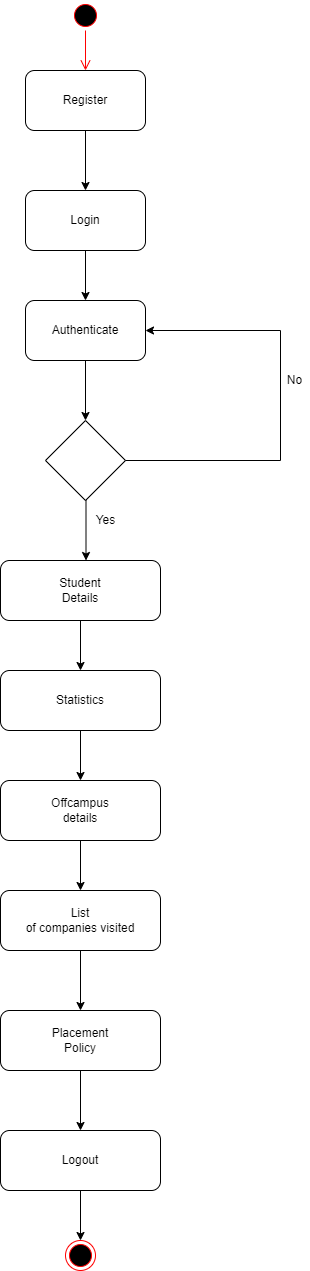 Register
Login
Authenticate
No
Yes
Student
Details
Statistics
Offcampus
details
List
of companies visited
Placement
Policy
Logout